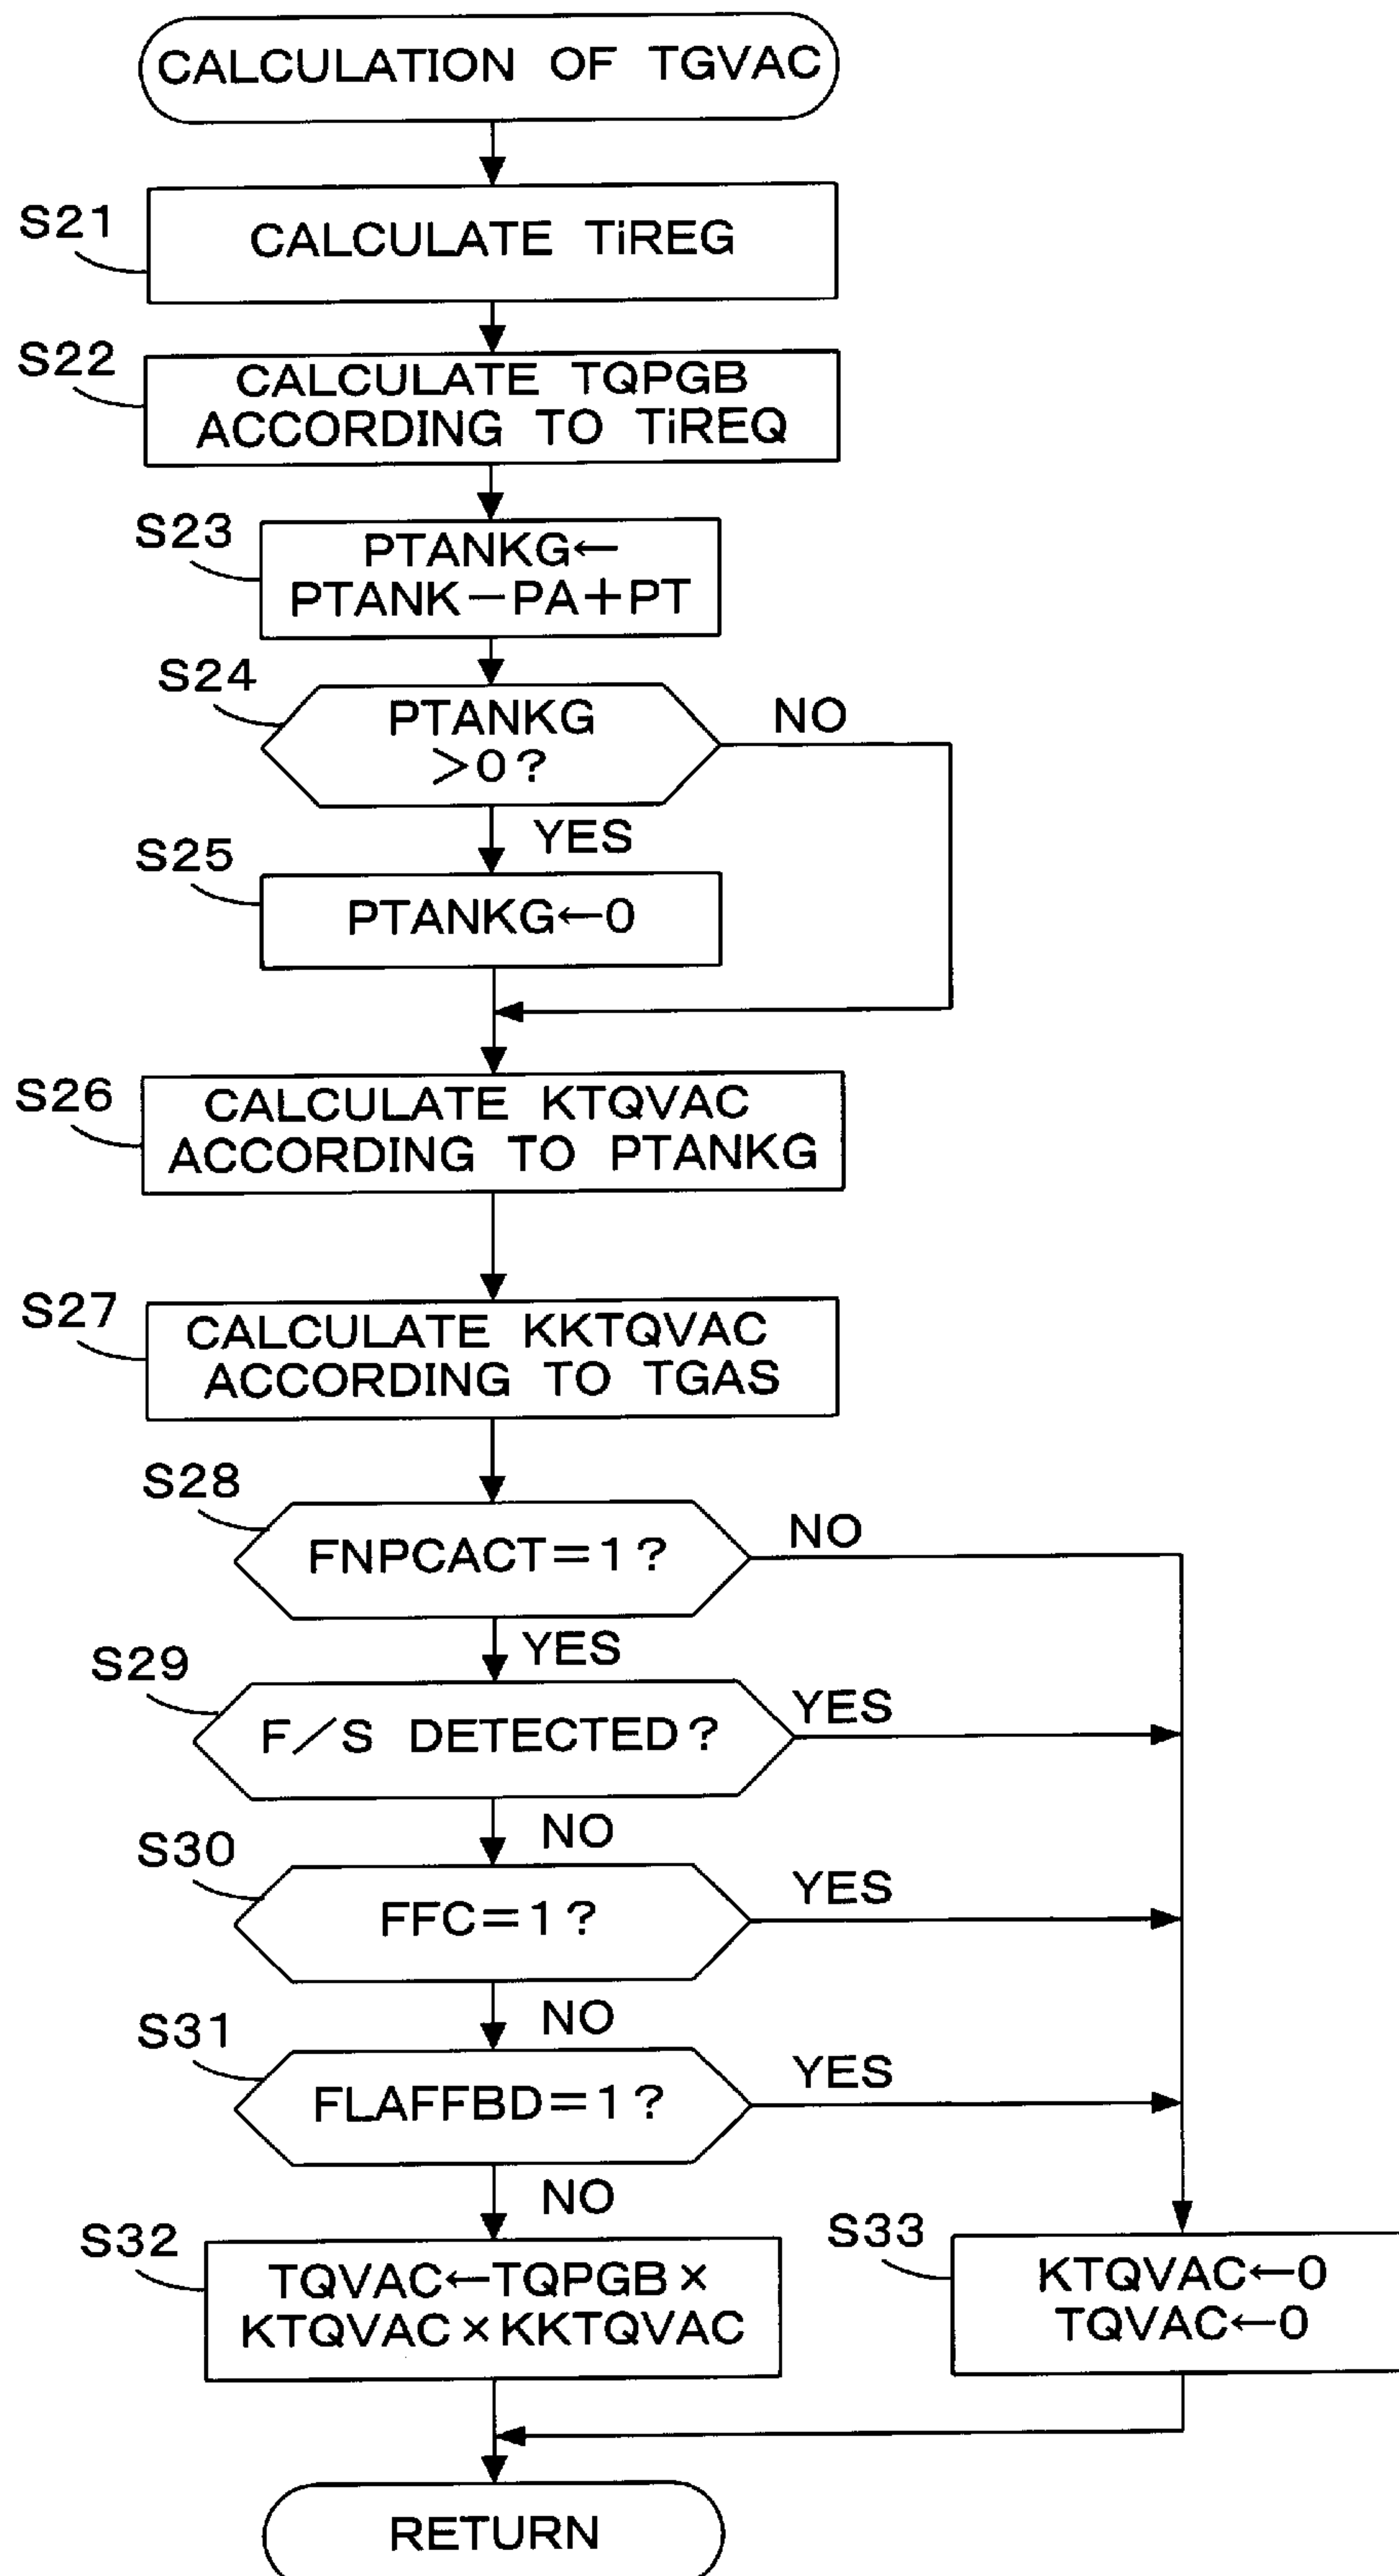 CALCULATION OF TGVAC
S21
CALCULATE TiREG
S22
CALCULATE TQPGB
ACCORDING TO TiREQ
S23
PTANKG←
PTANK−PA+PT
S24
PTANKG
>0?
NO
YES
S25
PTANKG←0
S26
CALCULATE KTQVAC
ACCORDING TO PTANKG
S27
CALCULATE KKTQVAC
ACCORDING TO TGAS
S28
FNPCACT=1?
NO
YES
S29
F/S DETECTED?
YES
NO
S30
FFC=1?
YES
NO
S31
FLAFFBD=1?
YES
NO
S32
TQVAC←TQPGB×
KTQVAC×KKTQVAC
S33
KTQVAC←0
TQVAC←0
RETURN